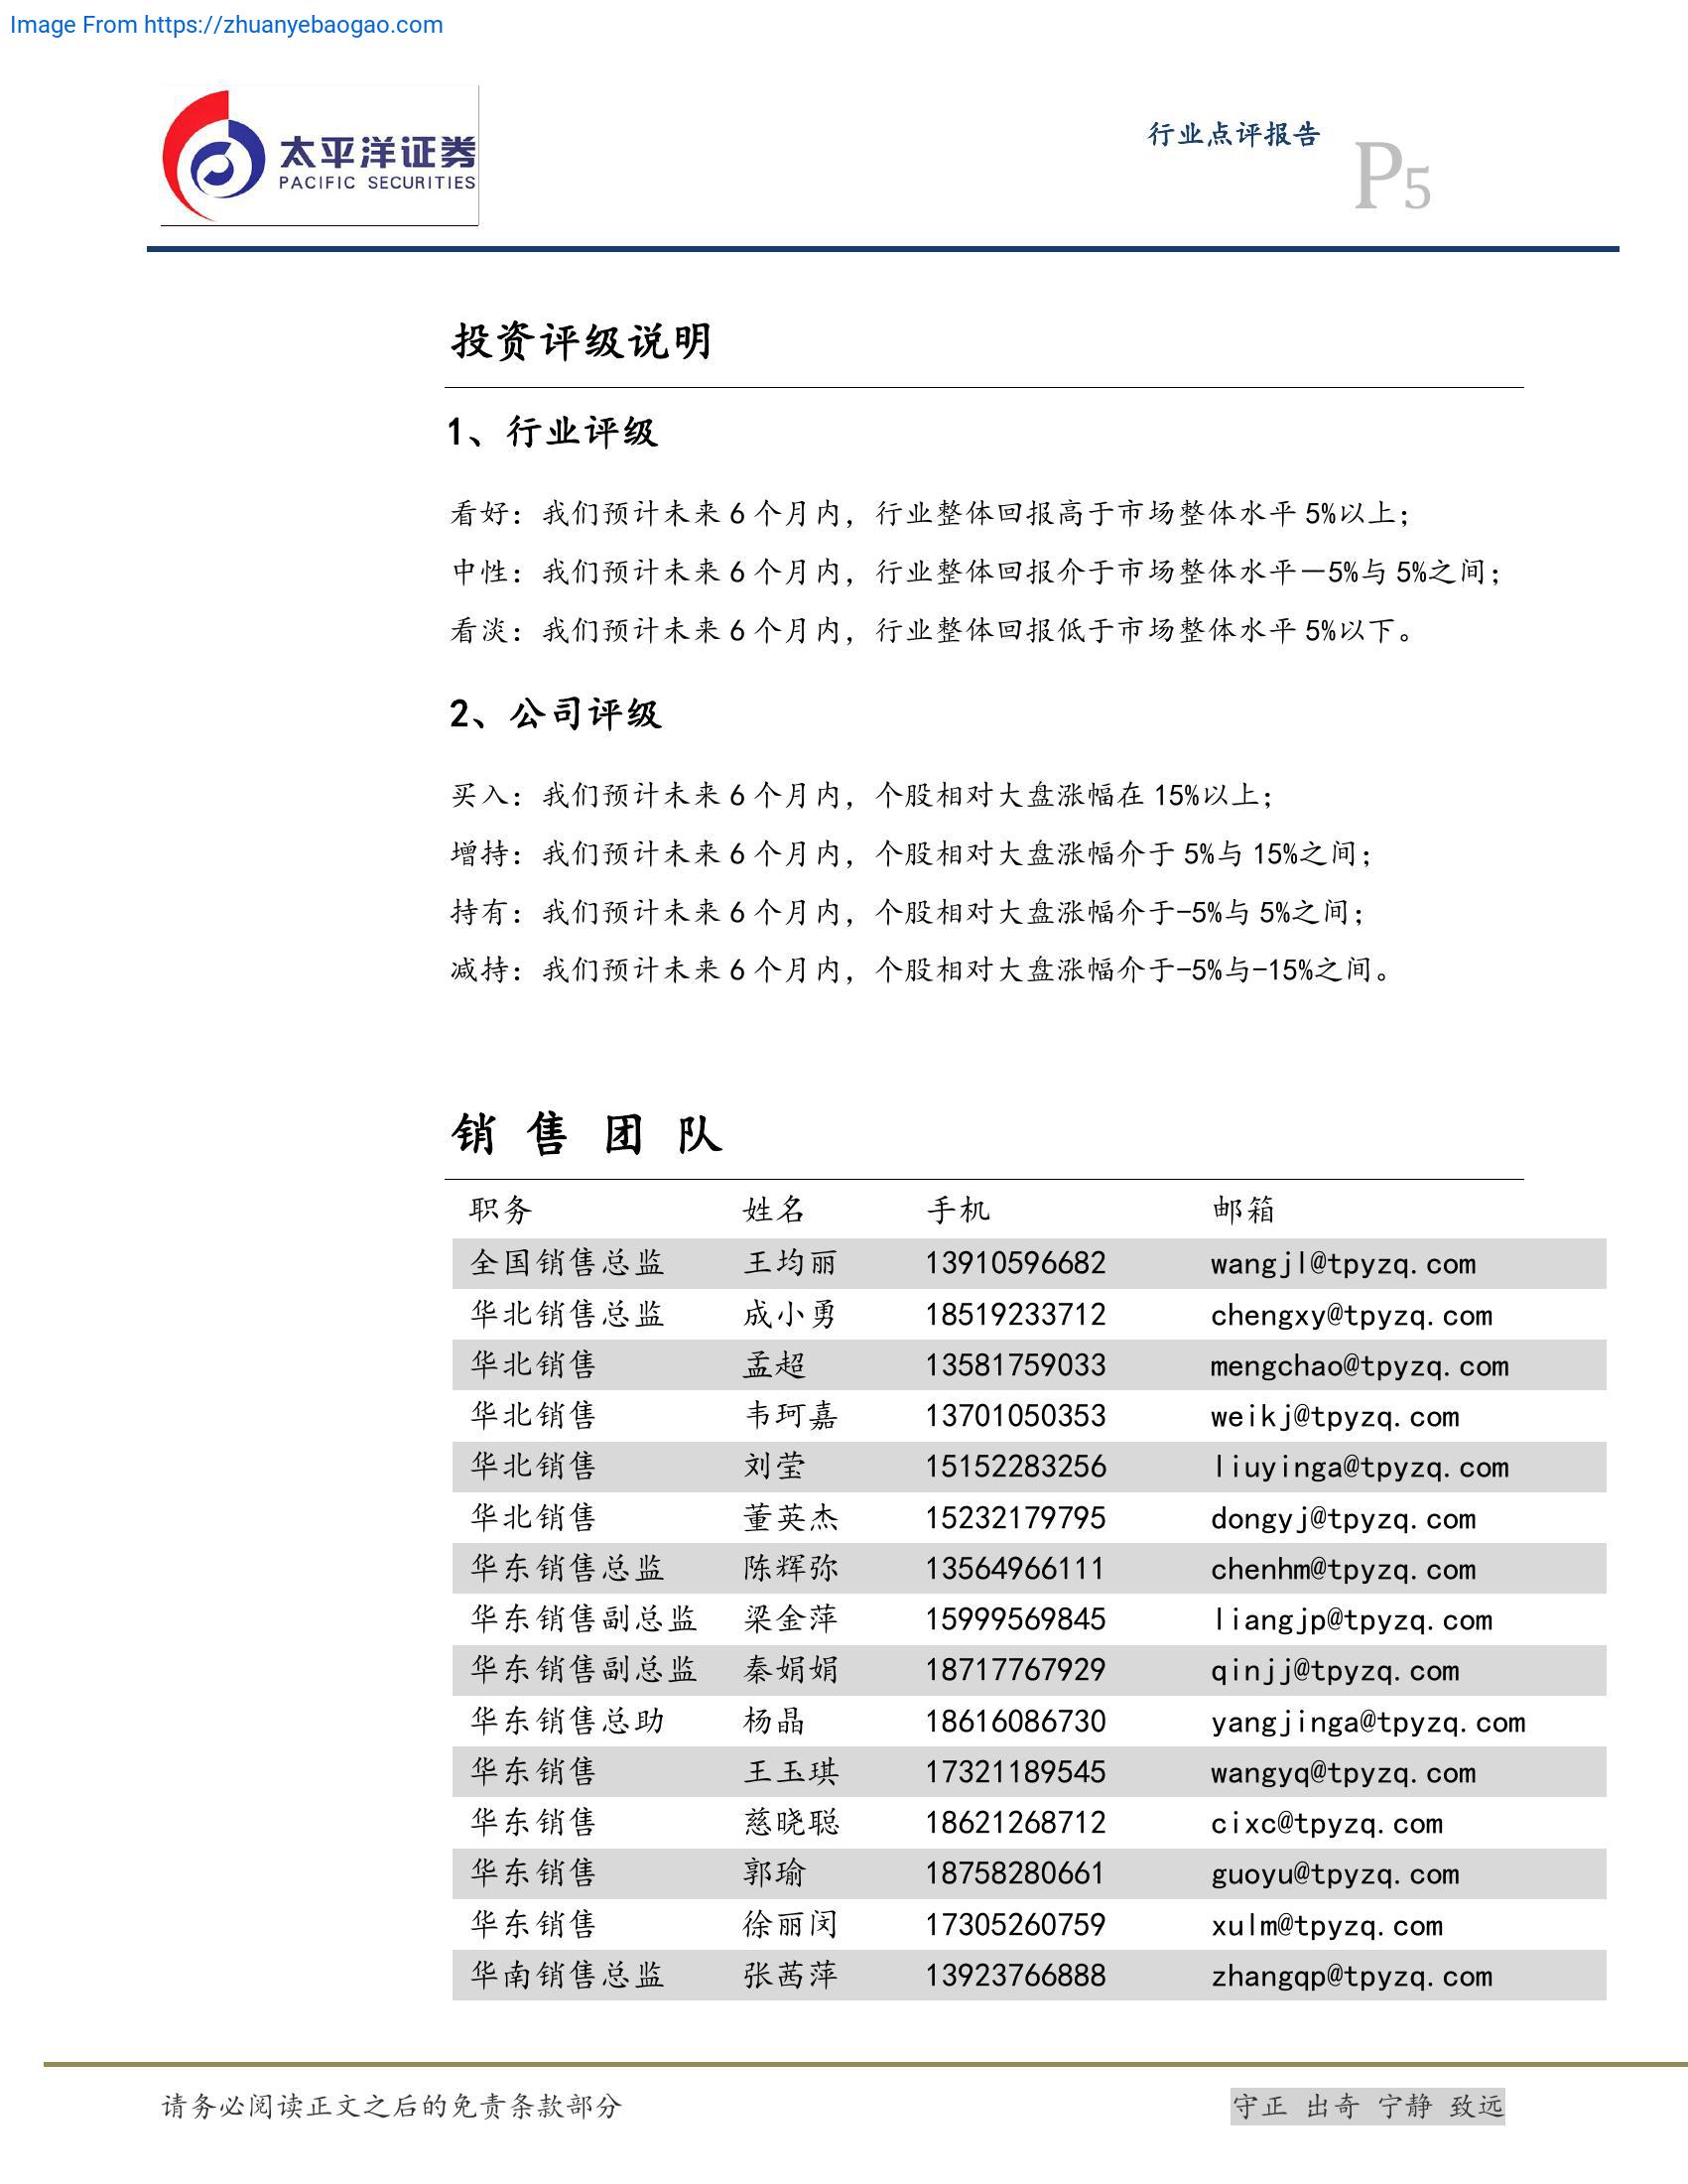 Image From https://zhuanyebaogao.com
太平洋证券
PACIFIC SECURITIES
行业点评报告
P5
投资评级说明
1、行业评级
看好：我们预计未来 6 个月内，行业整体回报高于市场整体水平 5%以上；
中性：我们预计未来 6 个月内，行业整体回报介于市场整体水平－5%与 5%之间；
看淡：我们预计未来 6 个月内，行业整体回报低于市场整体水平 5%以下。
2、公司评级
买入：我们预计未来 6 个月内，个股相对大盘涨幅在 15%以上；
增持：我们预计未来 6 个月内，个股相对大盘涨幅介于 5%与 15%之间；
持有：我们预计未来 6 个月内，个股相对大盘涨幅介于-5%与 5%之间；
减持：我们预计未来 6 个月内，个股相对大盘涨幅介于-5%与-15%之间。
销 售 团 队
职务 姓名 手机 邮箱
全国销售总监 王均丽 13910596682 wangjl@tpyzq.com
华北销售总监 成小勇 18519233712 chengxy@tpyzq.com
华北销售 孟超 13581759033 mengchao@tpyzq.com
华北销售 韦珂嘉 13701050353 weikj@tpyzq.com
华北销售 刘莹 15152283256 liuyinga@tpyzq.com
华北销售 董英杰 15232179795 dongyj@tpyzq.com
华东销售总监 陈辉弥 13564966111 chenhm@tpyzq.com
华东销售副总监 梁金萍 15999569845 liangjp@tpyzq.com
华东销售副总监 秦娟娟 18717767929 qinjj@tpyzq.com
华东销售总助 杨晶 18616086730 yangjinga@tpyzq.com
华东销售 王玉琪 17321189545 wangyq@tpyzq.com
华东销售 慈晓聪 18621268712 cixc@tpyzq.com
华东销售 郭瑜 18758280661 guoyu@tpyzq.com
华东销售 徐丽闵 17305260759 xulm@tpyzq.com
华南销售总监 张茜萍 13923766888 zhangqp@tpyzq.com
请务必阅读正文之后的免责条款部分
守正 出奇 宁静 致远